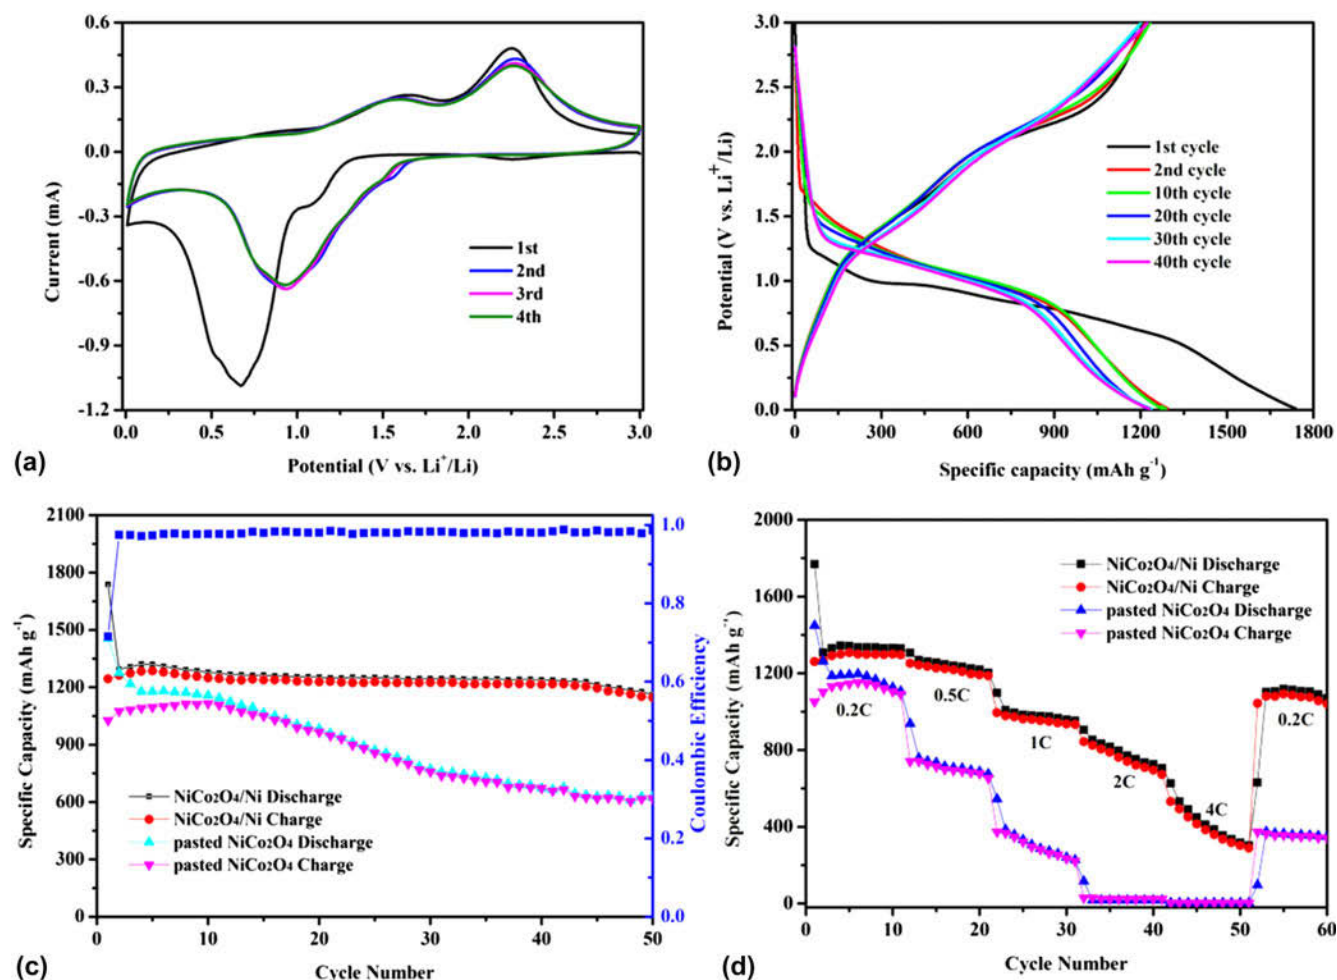 0.6
0.3
0.0
-0.3
-0.6
-0.9
-1.2
Current (mA)
1st
2nd
3rd
4th
0.0 0.5 1.0 1.5 2.0 2.5 3.0
Potential (V vs. Li⁺/Li)
(a)
3.0
2.5
2.0
1.5
1.0
0.5
0.0
Potential (V vs. Li⁺/Li)
1st cycle
2nd cycle
10th cycle
20th cycle
30th cycle
40th cycle
0 300 600 900 1200 1500 1800
Specific capacity (mAh g⁻¹)
(b)
2100
1800
1500
1200
900
600
300
0
Specific Capacity (mAh g⁻¹)
NiCo₂O₄/Ni Discharge
NiCo₂O₄/Ni Charge
pasted NiCo₂O₄ Discharge
pasted NiCo₂O₄ Charge
1.0
0.8
0.6
0.4
0.2
0.0
Coulombic Efficiency
0 10 20 30 40 50
Cycle Number
(c)
2000
1600
1200
800
400
0
Specific Capacity (mAh g⁻¹)
NiCo₂O₄/Ni Discharge
NiCo₂O₄/Ni Charge
pasted NiCo₂O₄ Discharge
pasted NiCo₂O₄ Charge
0.2C
0.5C
1C
2C
4C
0.2C
0 10 20 30 40 50 60
Cycle Number
(d)